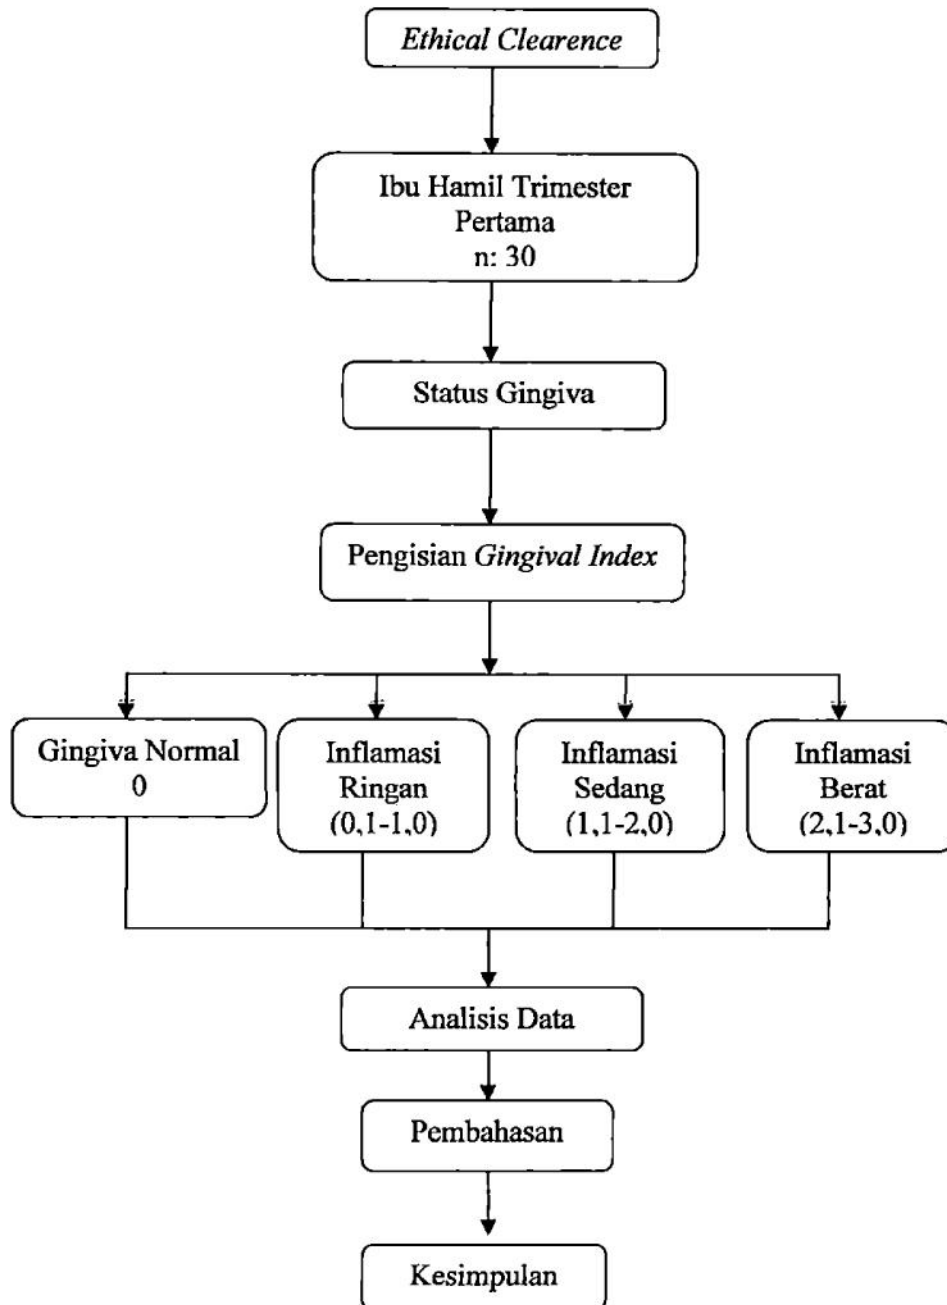 Ethical Clearence
Ibu Hamil Trimester
Pertama
n: 30
Status Gingiva
Pengisian Gingival Index
Gingiva Normal
0
Inflamasi
Ringan
(0,1-1,0)
Inflamasi
Sedang
(1,1-2,0)
Inflamasi
Berat
(2,1-3,0)
Analisis Data
Pembahasan
Kesimpulan